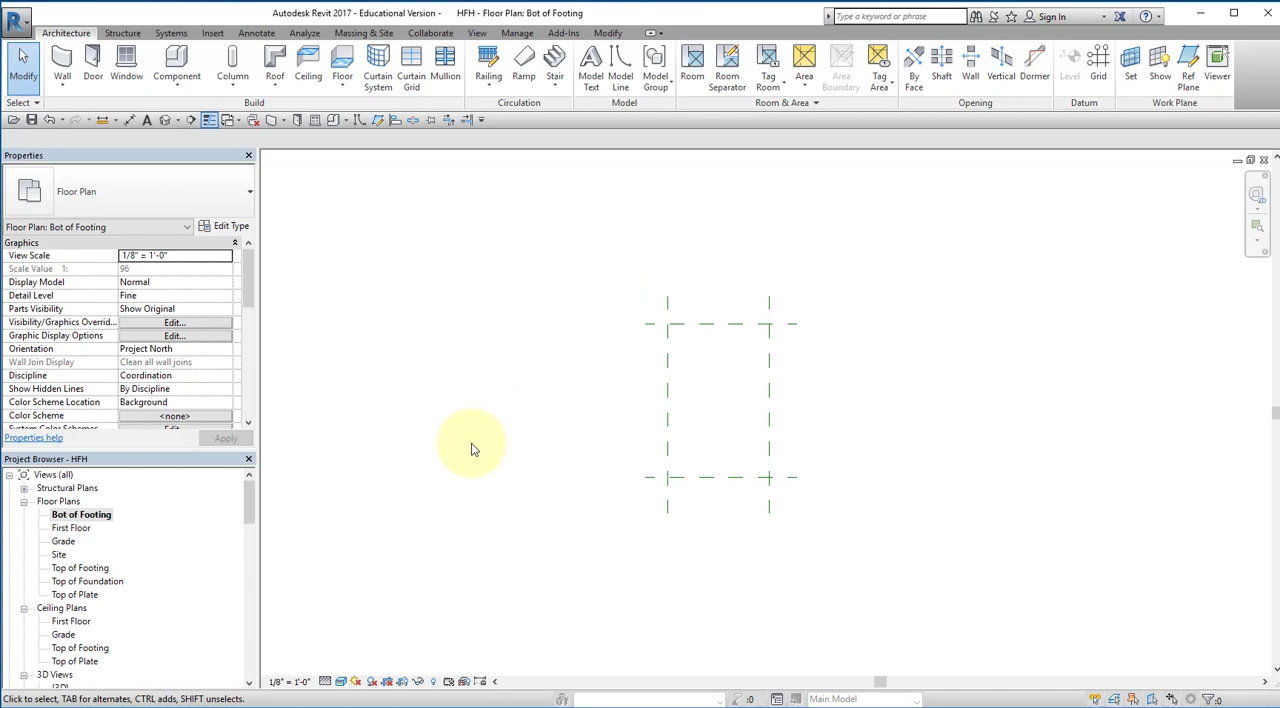 Autodesk Revit 2017 - Educational Version - HFH - Floor Plan: Bot of Footing
Type a keyword or phrase
Sign In
Architecture Structure Systems Insert Annotate Analyze Massing & Site Collaborate View Manage Add-Ins Modify
Modify Wall Door Window Component Column Roof Ceiling Floor Curtain System Curtain Grid Mullion Railing Ramp Stair Model Text Model Line Model Group Room Room Separator Tag Room Area Area Boundary Tag Area By Face Shaft Wall Vertical Dormer Level Grid Set Show Ref Plane Viewer
Select Build Circulation Model Room & Area Opening Datum Work Plane
Properties
Floor Plan
Floor Plan: Bot of Footing Edit Type
Graphics
View Scale 1/8" = 1'-0"
Scale Value 1: 96
Display Model Normal
Detail Level Fine
Parts Visibility Show Original
Visibility/Graphics Overrid... Edit...
Graphic Display Options Edit...
Orientation Project North
Wall Join Display Clean all wall joins
Discipline Coordination
Show Hidden Lines By Discipline
Color Scheme Location Background
Color Scheme <none>
System Color Schemes Edit
Properties help Apply
Project Browser - HFH
Views (all)
Structural Plans
Floor Plans
Bot of Footing
First Floor
Grade
Site
Top of Footing
Top of Foundation
Top of Plate
Ceiling Plans
First Floor
Grade
Top of Footing
Top of Plate
3D Views
{3D}
1/8" = 1'-0"
Click to select, TAB for alternates, CTRL adds, SHIFT unselects.
:0
Main Model
:0